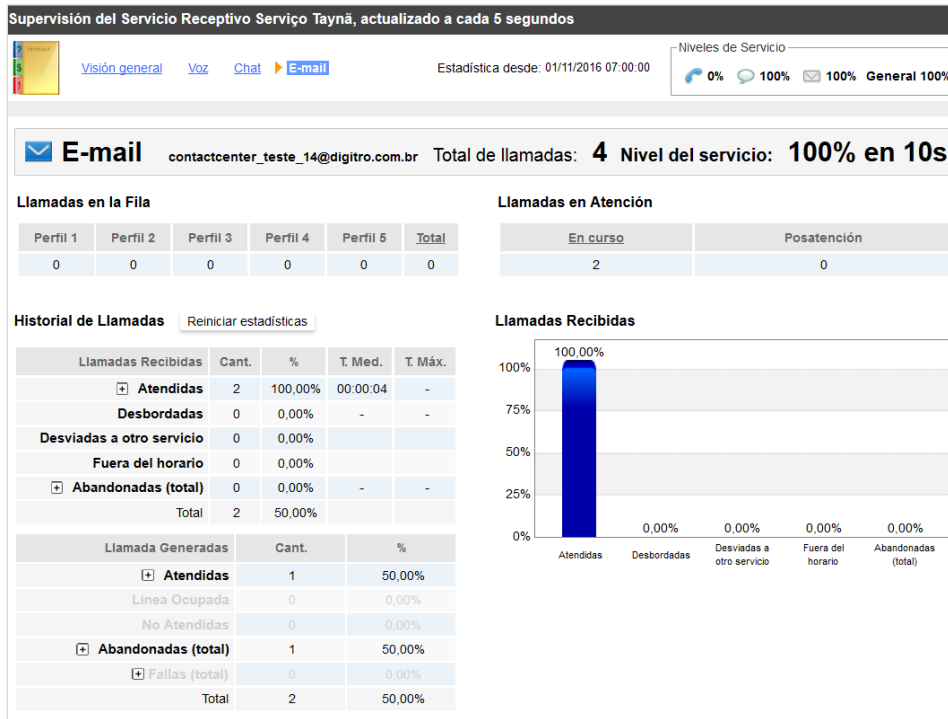 Supervisión del Servicio Receptivo Serviço Taynã, actualizado a cada 5 segundos
Visión general Voz Chat E-mail
Estadística desde: 01/11/2016 07:00:00
Niveles de Servicio
0% 100% 100% General 100%
E-mail contactcenter_teste_14@digitro.com.br Total de llamadas: 4 Nivel del servicio: 100% en 10s
Llamadas en la Fila
Perfil 1 Perfil 2 Perfil 3 Perfil 4 Perfil 5 Total
0 0 0 0 0 0
Llamadas en Atención
En curso Posatención
2 0
Historial de Llamadas Reiniciar estadísticas
Llamadas Recibidas Cant. % T. Med. T. Máx.
Atendidas 2 100,00% 00:00:04 -
Desbordadas 0 0,00% - -
Desviadas a otro servicio 0 0,00%
Fuera del horario 0 0,00%
Abandonadas (total) 0 0,00% - -
Total 2 50,00%
Llamada Generadas Cant. %
Atendidas 1 50,00%
Linea Ocupada 0 0,00%
No Atendidas 0 0,00%
Abandonadas (total) 1 50,00%
Fallas (total) 0 0,00%
Total 2 50,00%
Llamadas Recibidas
100,00%
100%
75%
50%
25%
0%
0,00% 0,00% 0,00% 0,00%
Atendidas Desbordadas Desviadas a otro servicio Fuera del horario Abandonadas (total)